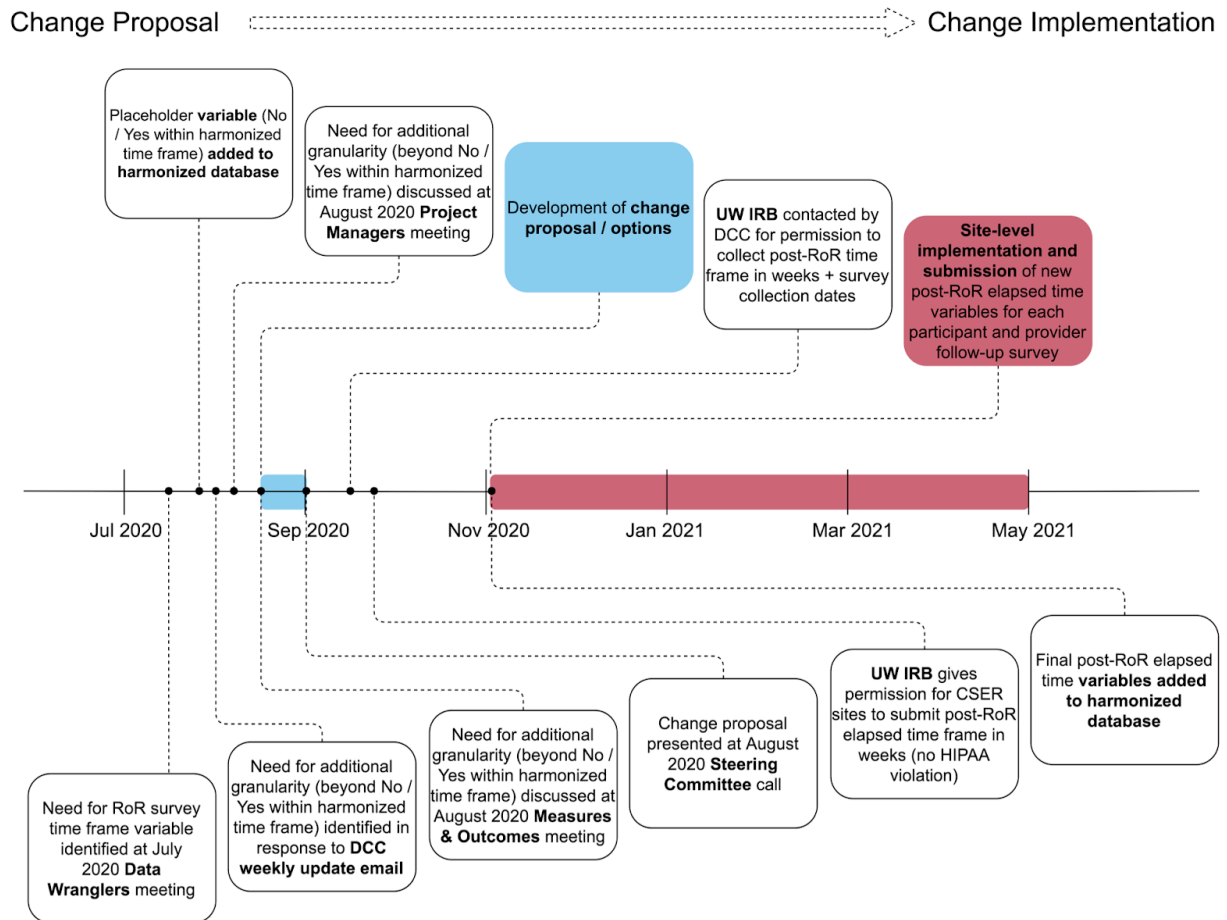 Change Proposal
Change Implementation
Placeholder variable (No
/ Yes within harmonized
time frame) added to
harmonized database
Need for additional
granularity (beyond No /
Yes within harmonized
time frame) discussed at
August 2020 Project
Managers meeting
Development of change
proposal / options
UW IRB contacted by
DCC for permission to
collect post-RoR time
frame in weeks + survey
collection dates
Site-level
implementation and
submission of new
post-RoR elapsed time
variables for each
participant and provider
follow-up survey
Jul 2020
Sep 2020
Nov 2020
Jan 2021
Mar 2021
May 2021
Need for RoR survey
time frame variable
identified at July
2020 Data
Wranglers meeting
Need for additional
granularity (beyond No /
Yes within harmonized
time frame) identified in
response to DCC
weekly update email
Need for additional
granularity (beyond No /
Yes within harmonized
time frame) discussed at
August 2020 Measures
& Outcomes meeting
Change proposal
presented at August
2020 Steering
Committee call
UW IRB gives
permission for CSER
sites to submit post-RoR
elapsed time frame in
weeks (no HIPAA
violation)
Final post-RoR elapsed
time variables added
to harmonized
database